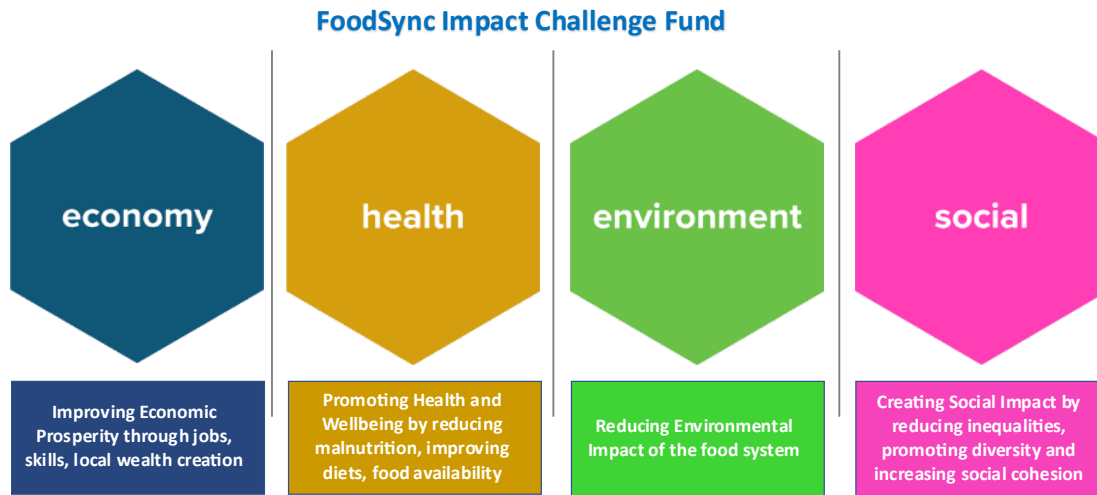 FoodSync Impact Challenge Fund
economy
health
environment
social
Improving Economic
Prosperity through jobs,
skills, local wealth creation
Promoting Health and
Wellbeing by reducing
malnutrition, improving
diets, food availability
Reducing Environmental
Impact of the food system
Creating Social Impact by
reducing inequalities,
promoting diversity and
increasing social cohesion